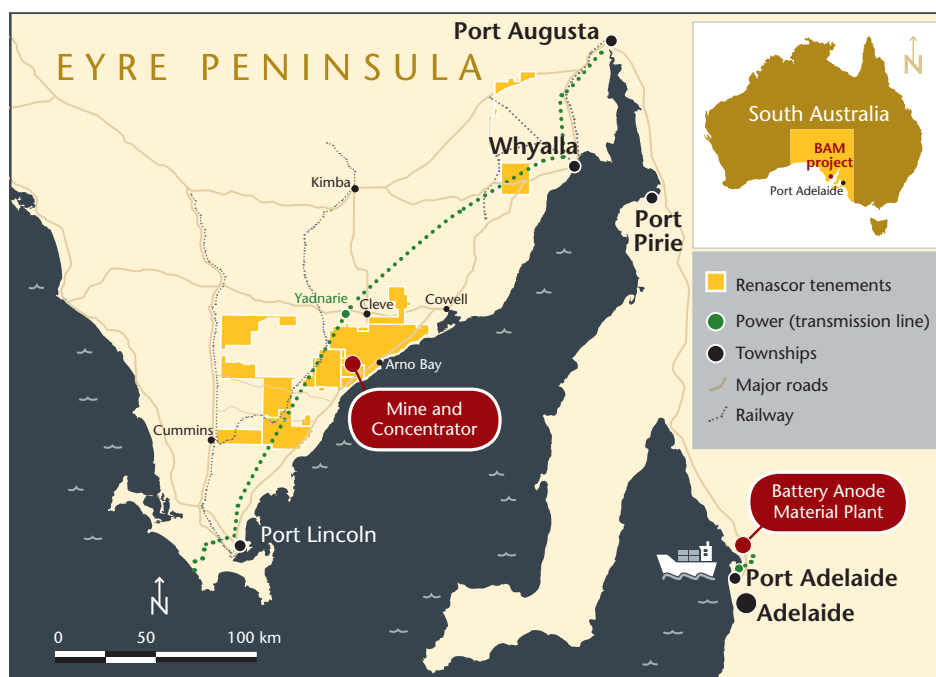 EYRE PENINSULA
Port Augusta
Whyalla
Kimba
Port
Pirie
Yadnarie
Cleve
Cowell
Arno Bay
Mine and
Concentrator
Cummins
Port Lincoln
N
0 50 100 km
Battery Anode
Material Plant
Port Adelaide
Adelaide
N
South Australia
BAM
project
Port Adelaide
Renascor tenements
Power (transmission line)
Townships
Major roads
Railway